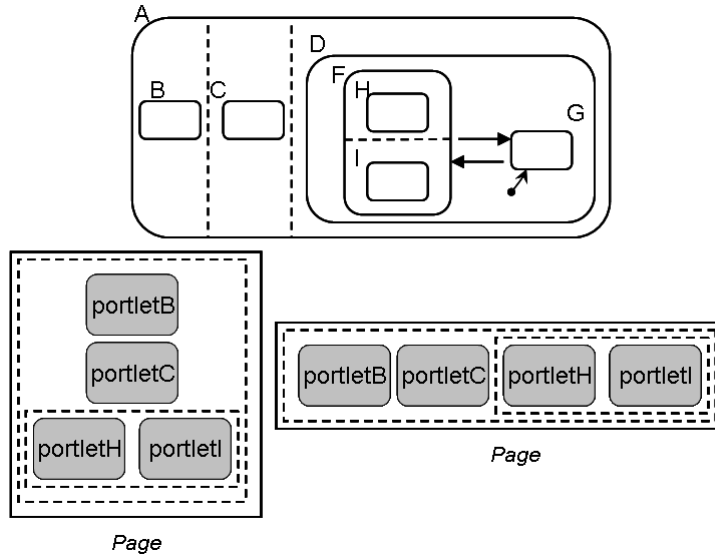 A
D
F
B
C
H
G
I
portletB
portletC
portletH
portletI
Page
portletB
portletC
portletH
portletI
Page